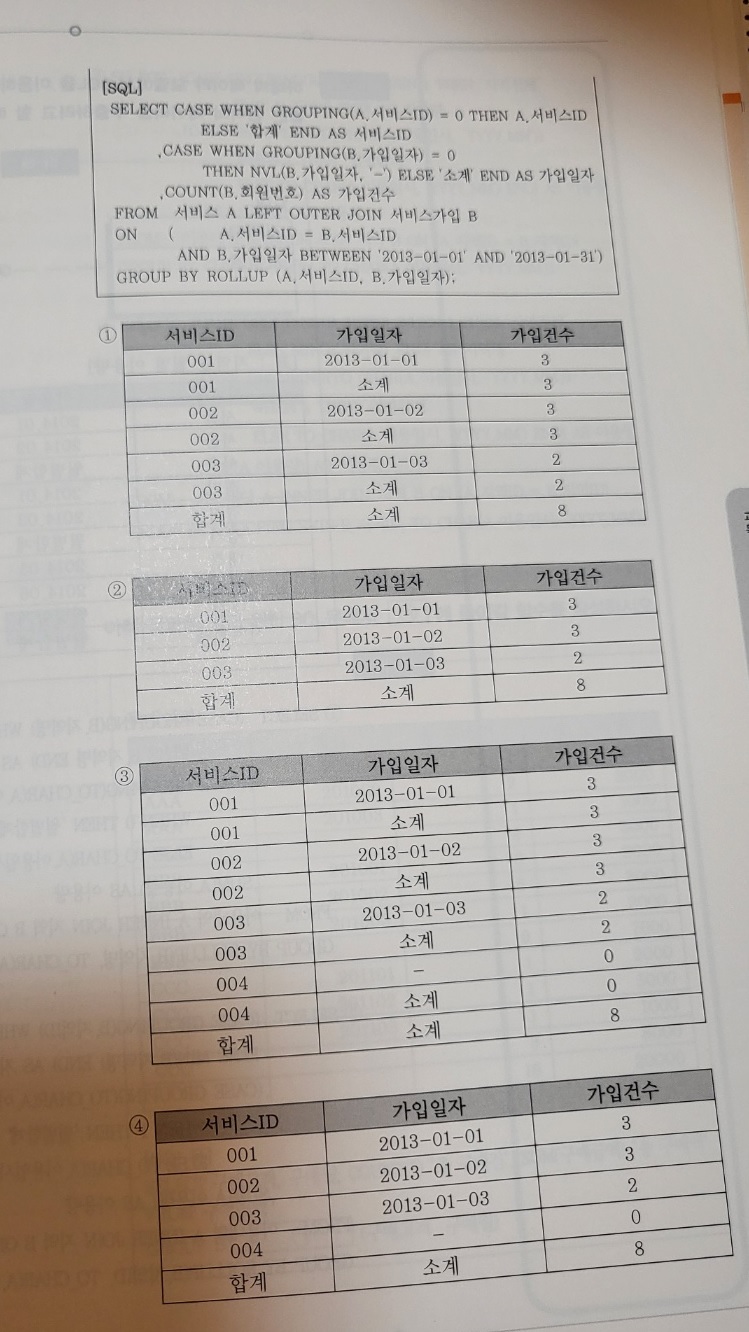 [SQL]
SELECT CASE WHEN GROUPING(A.서비스ID) = 0 THEN A.서비스ID
ELSE '합계' END AS 서비스ID
,CASE WHEN GROUPING(B.가입일자) = 0
THEN NVL(B.가입일자, '-') ELSE '소계' END AS 가입일자
,COUNT(B.회원번호) AS 가입건수
FROM 서비스 A LEFT OUTER JOIN 서비스가입 B
ON ( A.서비스ID = B.서비스ID
AND B.가입일자 BETWEEN '2013-01-01' AND '2013-01-31')
GROUP BY ROLLUP (A.서비스ID, B.가입일자);
① 서비스ID 가입일자 가입건수
001 2013-01-01 3
001 소계 3
002 2013-01-02 3
002 소계 3
003 2013-01-03 2
003 소계 2
합계 소계 8
② 서비스ID 가입일자 가입건수
001 2013-01-01 3
002 2013-01-02 3
003 2013-01-03 2
합계 소계 8
③ 서비스ID 가입일자 가입건수
001 2013-01-01 3
001 소계 3
002 2013-01-02 3
002 소계 3
003 2013-01-03 2
003 소계 2
004 - 0
004 소계 0
합계 소계 8
④ 서비스ID 가입일자 가입건수
001 2013-01-01 3
002 2013-01-02 3
003 2013-01-03 2
004 - 0
합계 소계 8